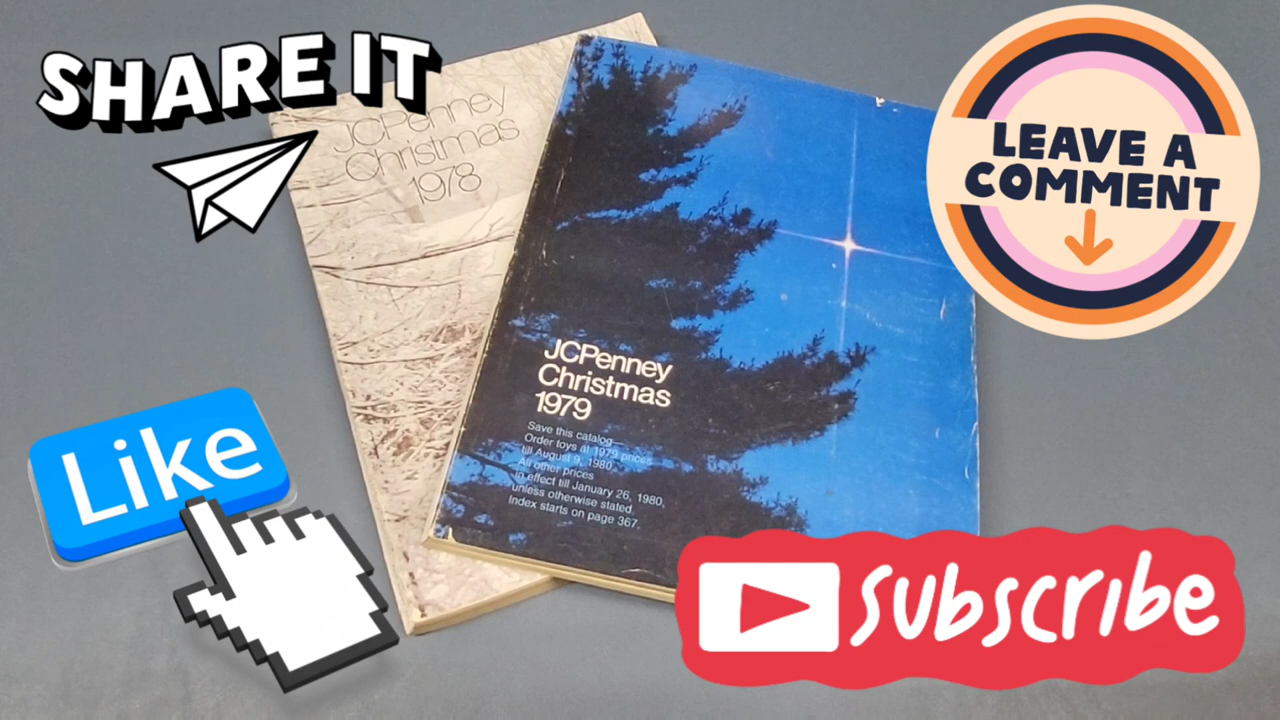 SHARE IT
JCPenney
Christmas
1978
LEAVE A
COMMENT
JCPenney
Christmas
1979
Save this catalog—
Order toys at 1979 prices
till August 9, 1980.
All other prices
in effect till January 26, 1980,
unless otherwise stated.
Index starts on page 367.
Like
subscribe